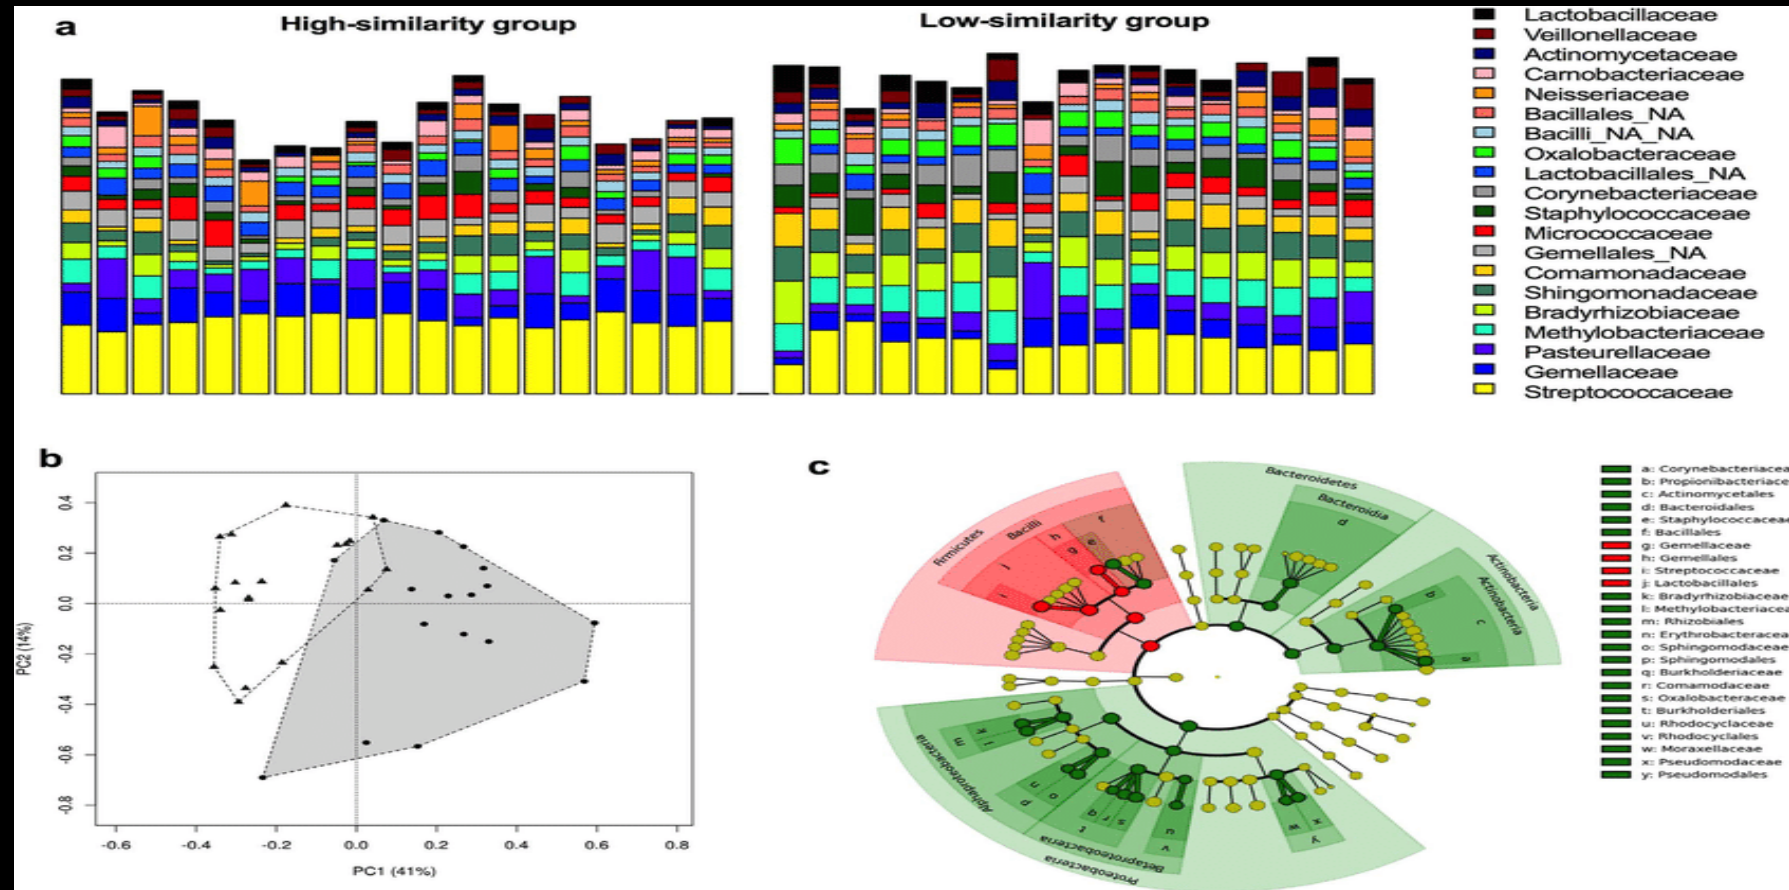 a
High-similarity group
Low-similarity group
Lactobacillaceae
Veillonellaceae
Actinomycetaceae
Carnobacteriaceae
Neisseriaceae
Bacillales_NA
Bacilli_NA_NA
Oxalobacteraceae
Lactobacillales_NA
Corynebacteriaceae
Staphylococcaceae
Micrococcaceae
Gemellales_NA
Comamonadaceae
Shingomonadaceae
Bradyrhizobiaceae
Methylobacteriaceae
Pasteurellaceae
Gemellaceae
Streptococcaceae
b
0.4
0.2
0.0
-0.2
-0.4
-0.6
-0.8
PC2 (14%)
-0.6 -0.4 -0.2 0.0 0.2 0.4 0.6 0.8
PC1 (41%)
c
Firmicutes
Bacilli
f
e
h
g
j
i
Bacteroidetes
Bacteroidia
d
Actinobacteria
Actinobacteria
b
c
a
Alphaproteobacteria
m
l
k
p
o
n
Betaproteobacteria
t
q
r
s
v
u
Proteobacteria
y
w
x
a: Corynebacteriacea
b: Propionibacteriace
c: Actinomycetales
d: Bacteroidales
e: Staphylococcaceae
f: Bacillales
g: Gemellaceae
h: Gemellales
i: Streptococcaceae
j: Lactobacillales
k: Bradyrhizobiaceae
l: Methylobacteriacea
m: Rhizobiales
n: Erythrobacteraceae
o: Sphingomodaceae
p: Sphingomodales
q: Burkholderiaceae
r: Comamodaceae
s: Oxalobacteraceae
t: Burkholderiales
u: Rhodocyclaceae
v: Rhodocyclales
w: Moraxellaceae
x: Pseudomodaceae
y: Pseudomodales